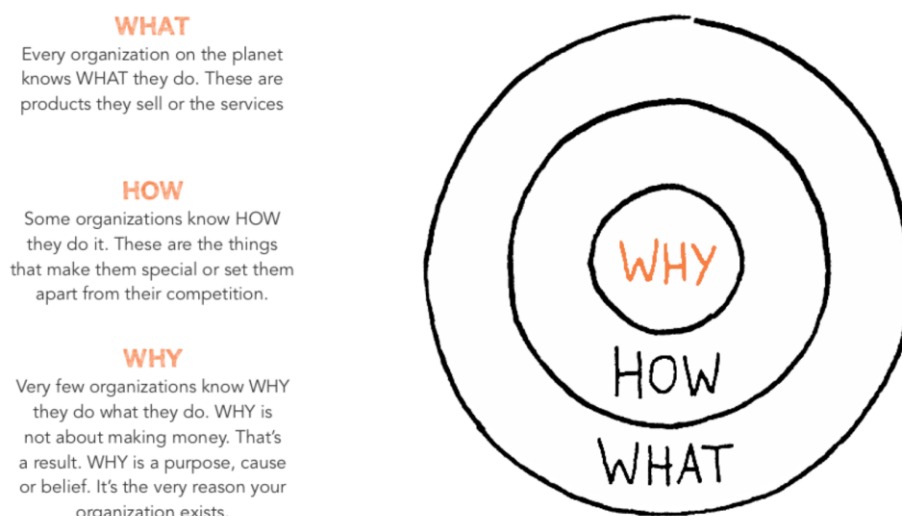 WHAT
Every organization on the planet
knows WHAT they do. These are
products they sell or the services
HOW
Some organizations know HOW
they do it. These are the things
that make them special or set them
apart from their competition.
WHY
Very few organizations know WHY
they do what they do. WHY is
not about making money. That's
a result. WHY is a purpose, cause
or belief. It's the very reason your
organization exists.
WHY
HOW
WHAT